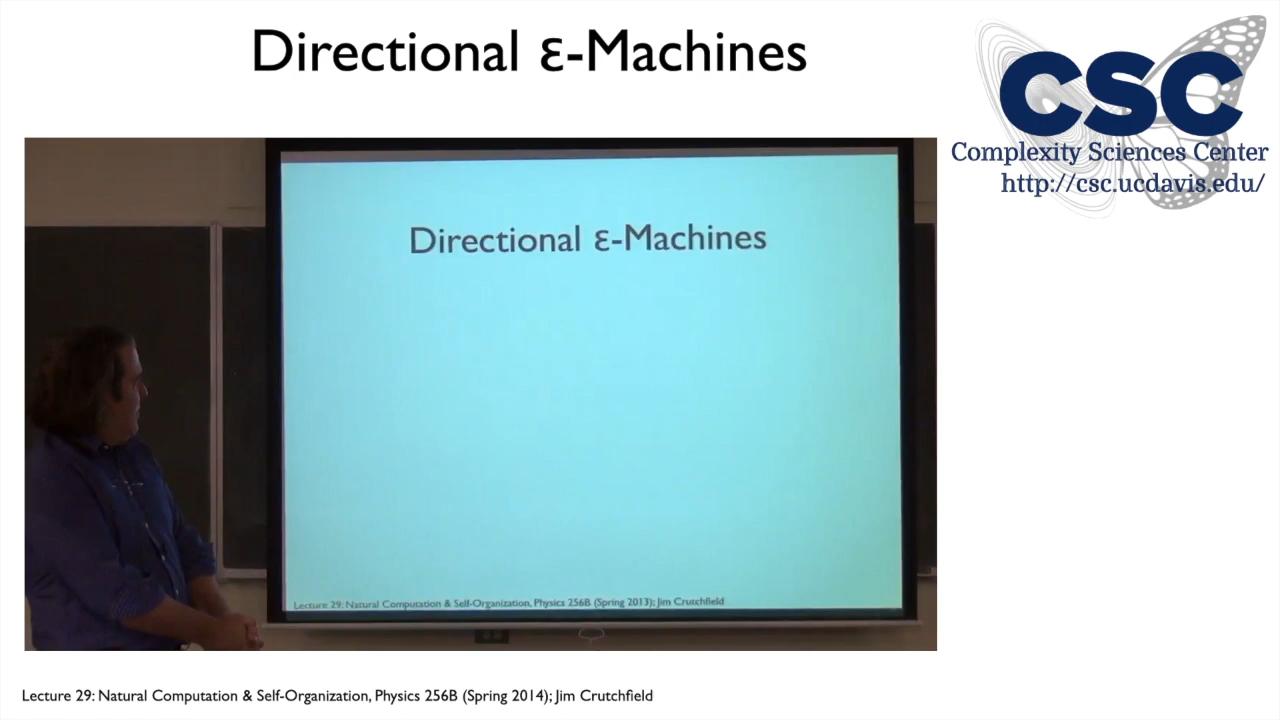 Directional ε-Machines
CSC
Complexity Sciences Center
http://csc.ucdavis.edu/
Directional ε-Machines
Lecture 29: Natural Computation & Self-Organization, Physics 256B (Spring 2013); Jim Crutchfield
Lecture 29: Natural Computation & Self-Organization, Physics 256B (Spring 2014); Jim Crutchfield